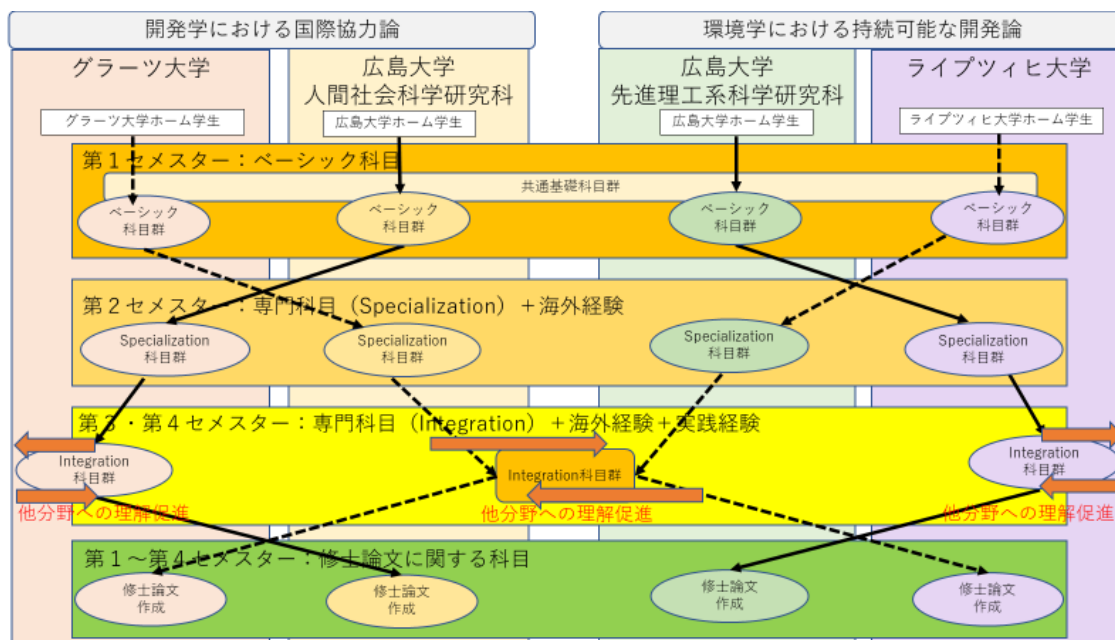 開発学における国際協力論
環境学における持続可能な開発論
グラーツ大学
広島大学
人間社会科学研究科
広島大学
先進理工系科学研究科
ライプツィヒ大学
グラーツ大学ホーム学生
広島大学ホーム学生
広島大学ホーム学生
ライプツィヒ大学ホーム学生
第1セメスター：ベーシック科目
共通基礎科目群
ベーシック
科目群
ベーシック
科目群
ベーシック
科目群
ベーシック
科目群
第2セメスター：専門科目（Specialization）＋海外経験
Specialization
科目群
Specialization
科目群
Specialization
科目群
Specialization
科目群
第3・第4セメスター：専門科目（Integration）＋海外経験＋実践経験
Integration
科目群
Integration科目群
Integration
科目群
他分野への理解促進
他分野への理解促進
他分野への理解促進
第1～第4セメスター：修士論文に関する科目
修士論文
作成
修士論文
作成
修士論文
作成
修士論文
作成